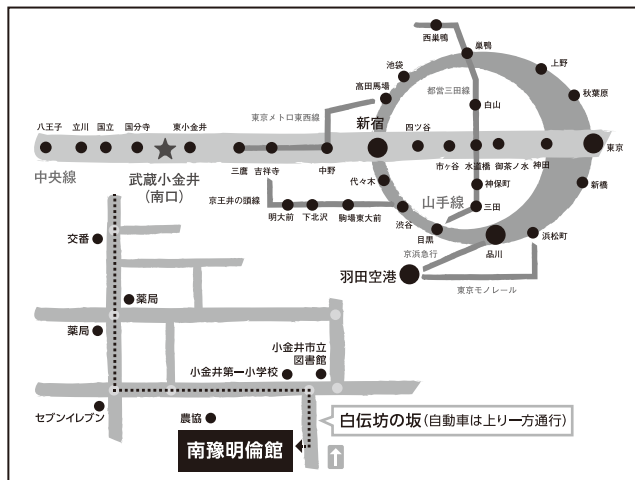 西巣鴨
巣鴨
池袋
上野
高田馬場
都営三田線
秋葉原
東京メトロ東西線
白山
八王子
立川
国立
国分寺
東小金井
新宿
四ツ谷
東京
中央線
武蔵小金井
(南口)
三鷹
吉祥寺
中野
市ヶ谷
水道橋
御茶ノ水
神田
代々木
神保町
新橋
京王井の頭線
山手線
三田
明大前
下北沢
駒場東大前
渋谷
目黒
品川
浜松町
京浜急行
羽田空港
東京モノレール
交番
薬局
薬局
小金井市立
図書館
小金井第一小学校
セブンイレブン
農協
白伝坊の坂(自動車は上り一方通行)
南豫明倫館